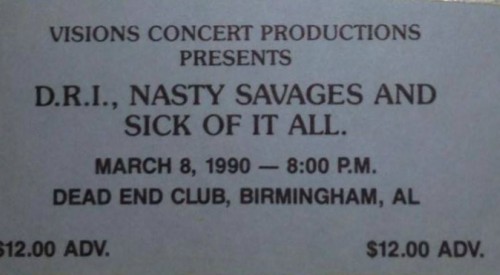 VISIONS CONCERT PRODUCTIONS
PRESENTS
D.R.I., NASTY SAVAGES AND
SICK OF IT ALL.
MARCH 8, 1990 — 8:00 P.M.
DEAD END CLUB, BIRMINGHAM, AL
$12.00 ADV. $12.00 ADV.